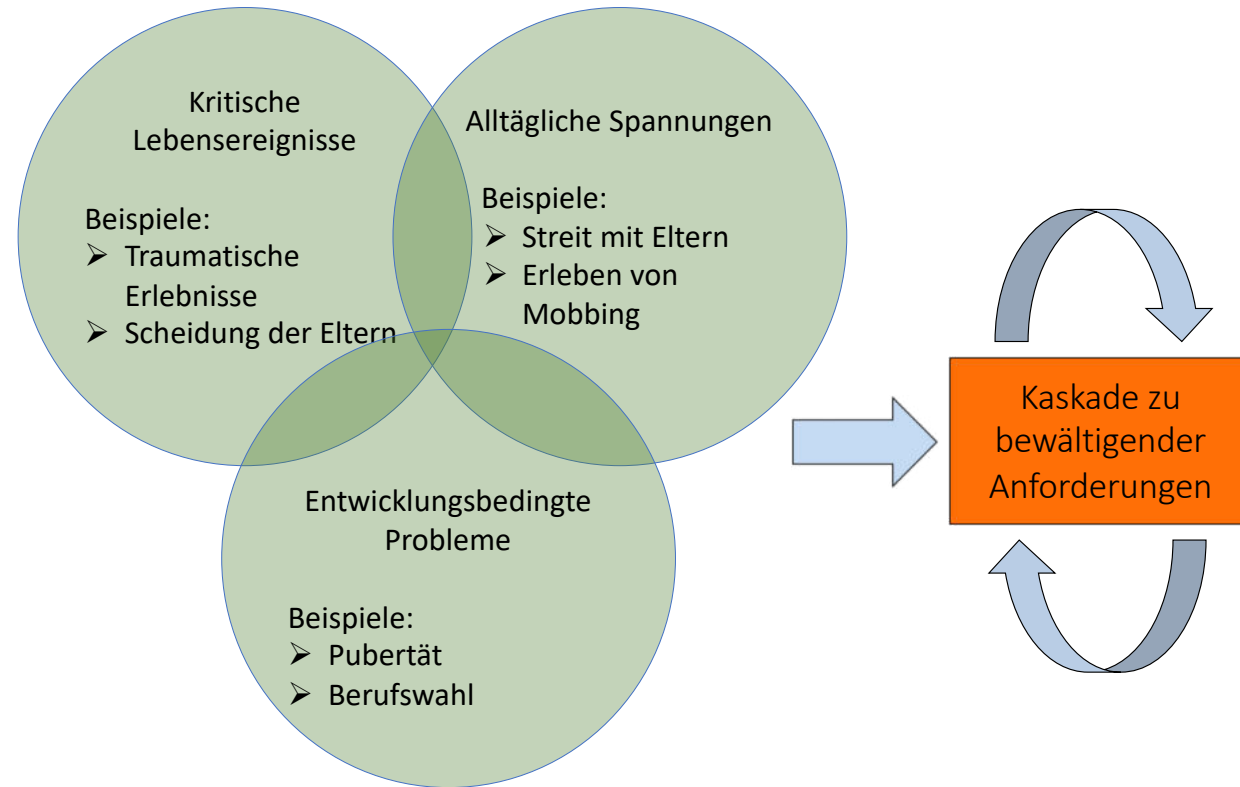 Kritische
Lebensereignisse
Beispiele:
➢ Traumatische
Erlebnisse
➢ Scheidung der Eltern
Alltägliche Spannungen
Beispiele:
➢ Streit mit Eltern
➢ Erleben von
Mobbing
Entwicklungsbedingte
Probleme
Beispiele:
➢ Pubertät
➢ Berufswahl
Kaskade zu
bewältigender
Anforderungen